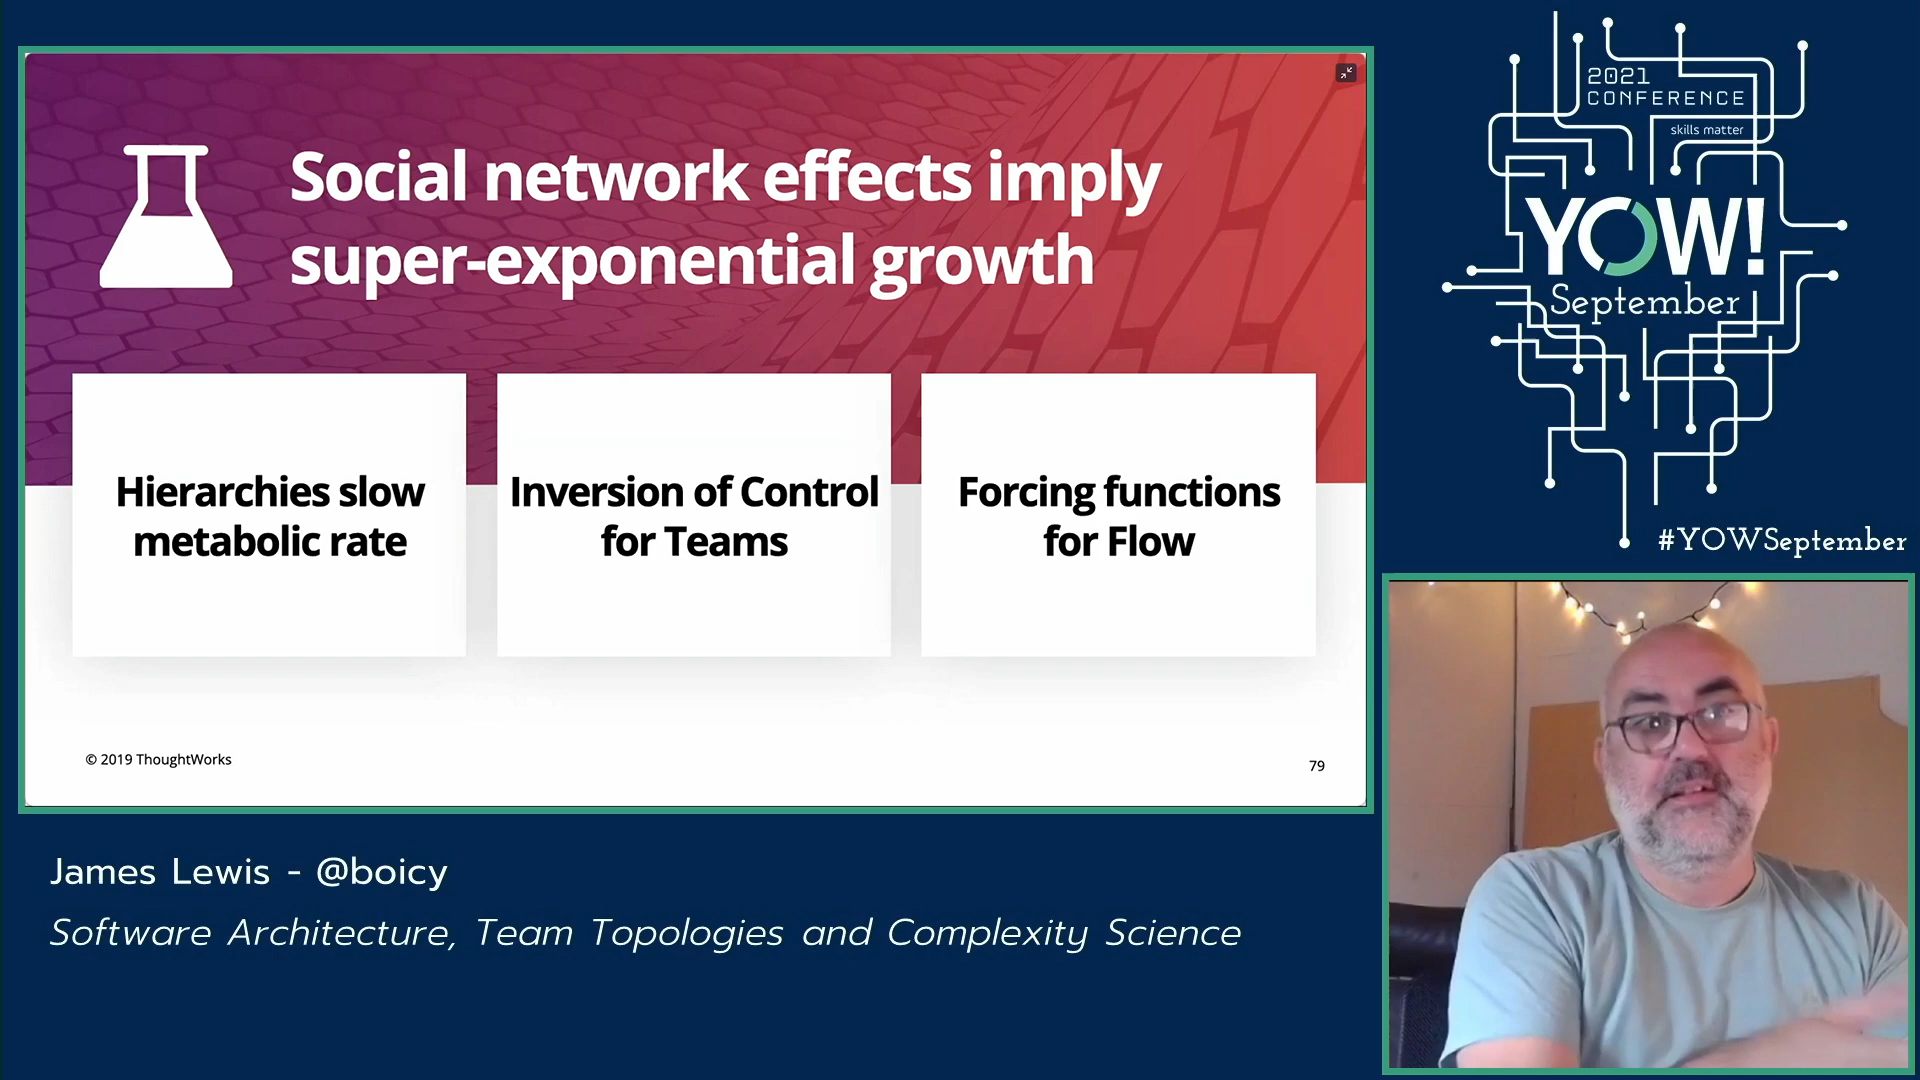 Social network effects imply
super-exponential growth
Hierarchies slow
metabolic rate
Inversion of Control
for Teams
Forcing functions
for Flow
© 2019 ThoughtWorks
79
2021
CONFERENCE
skills matter
YOW!
September
#YOWSeptember
James Lewis - @boicy
Software Architecture, Team Topologies and Complexity Science